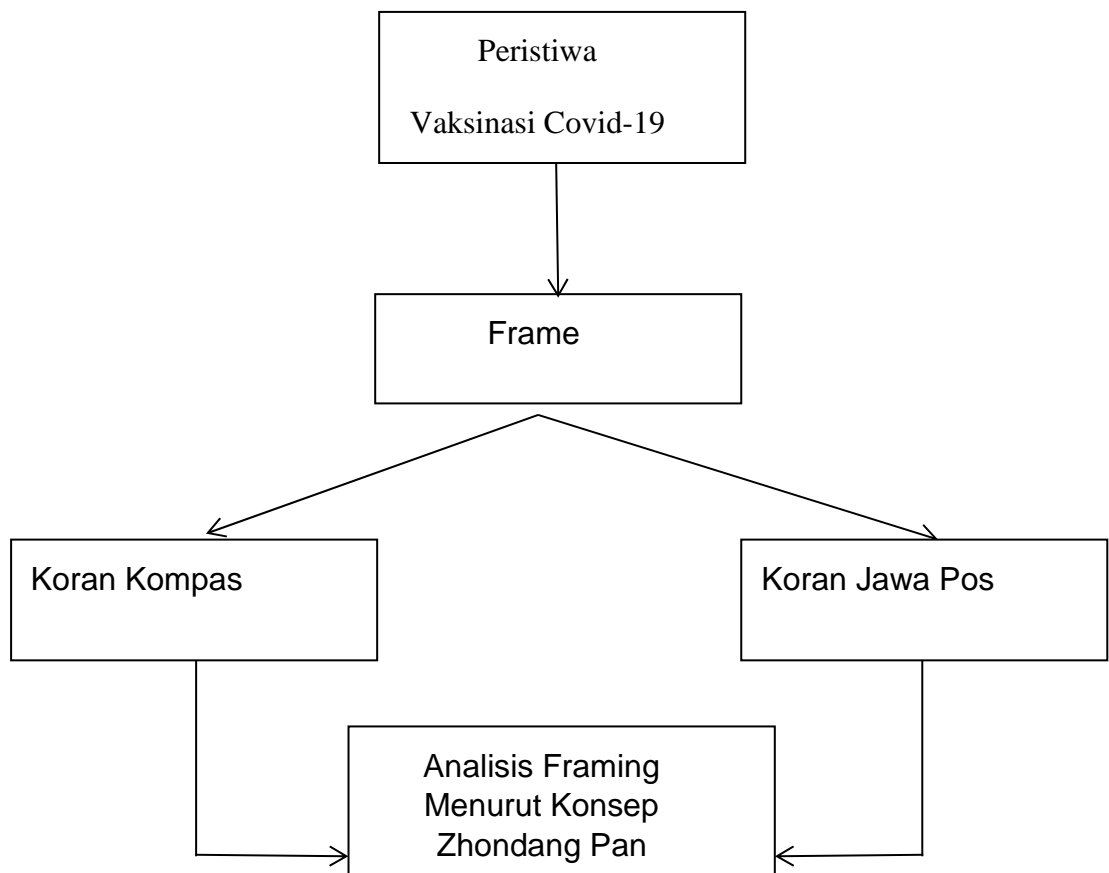 Peristiwa
Vaksinasi Covid-19
Frame
Koran Kompas
Koran Jawa Pos
Analisis Framing
Menurut Konsep
Zhondang Pan